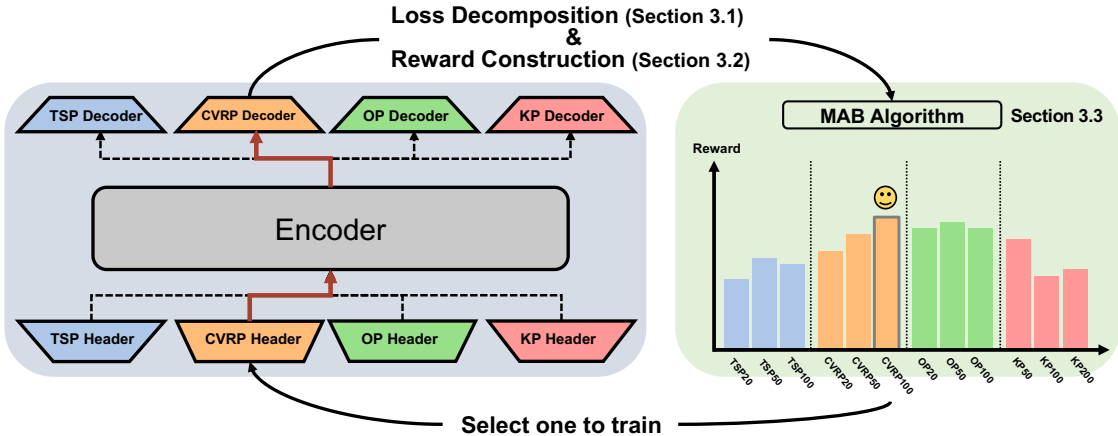 Loss Decomposition (Section 3.1)
&
Reward Construction (Section 3.2)
TSP Decoder
CVRP Decoder
OP Decoder
KP Decoder
Encoder
TSP Header
CVRP Header
OP Header
KP Header
MAB Algorithm
Section 3.3
Reward
TSP20
TSP50
TSP100
CVRP20
CVRP50
CVRP100
OP20
OP50
OP100
KP50
KP100
KP200
Select one to train